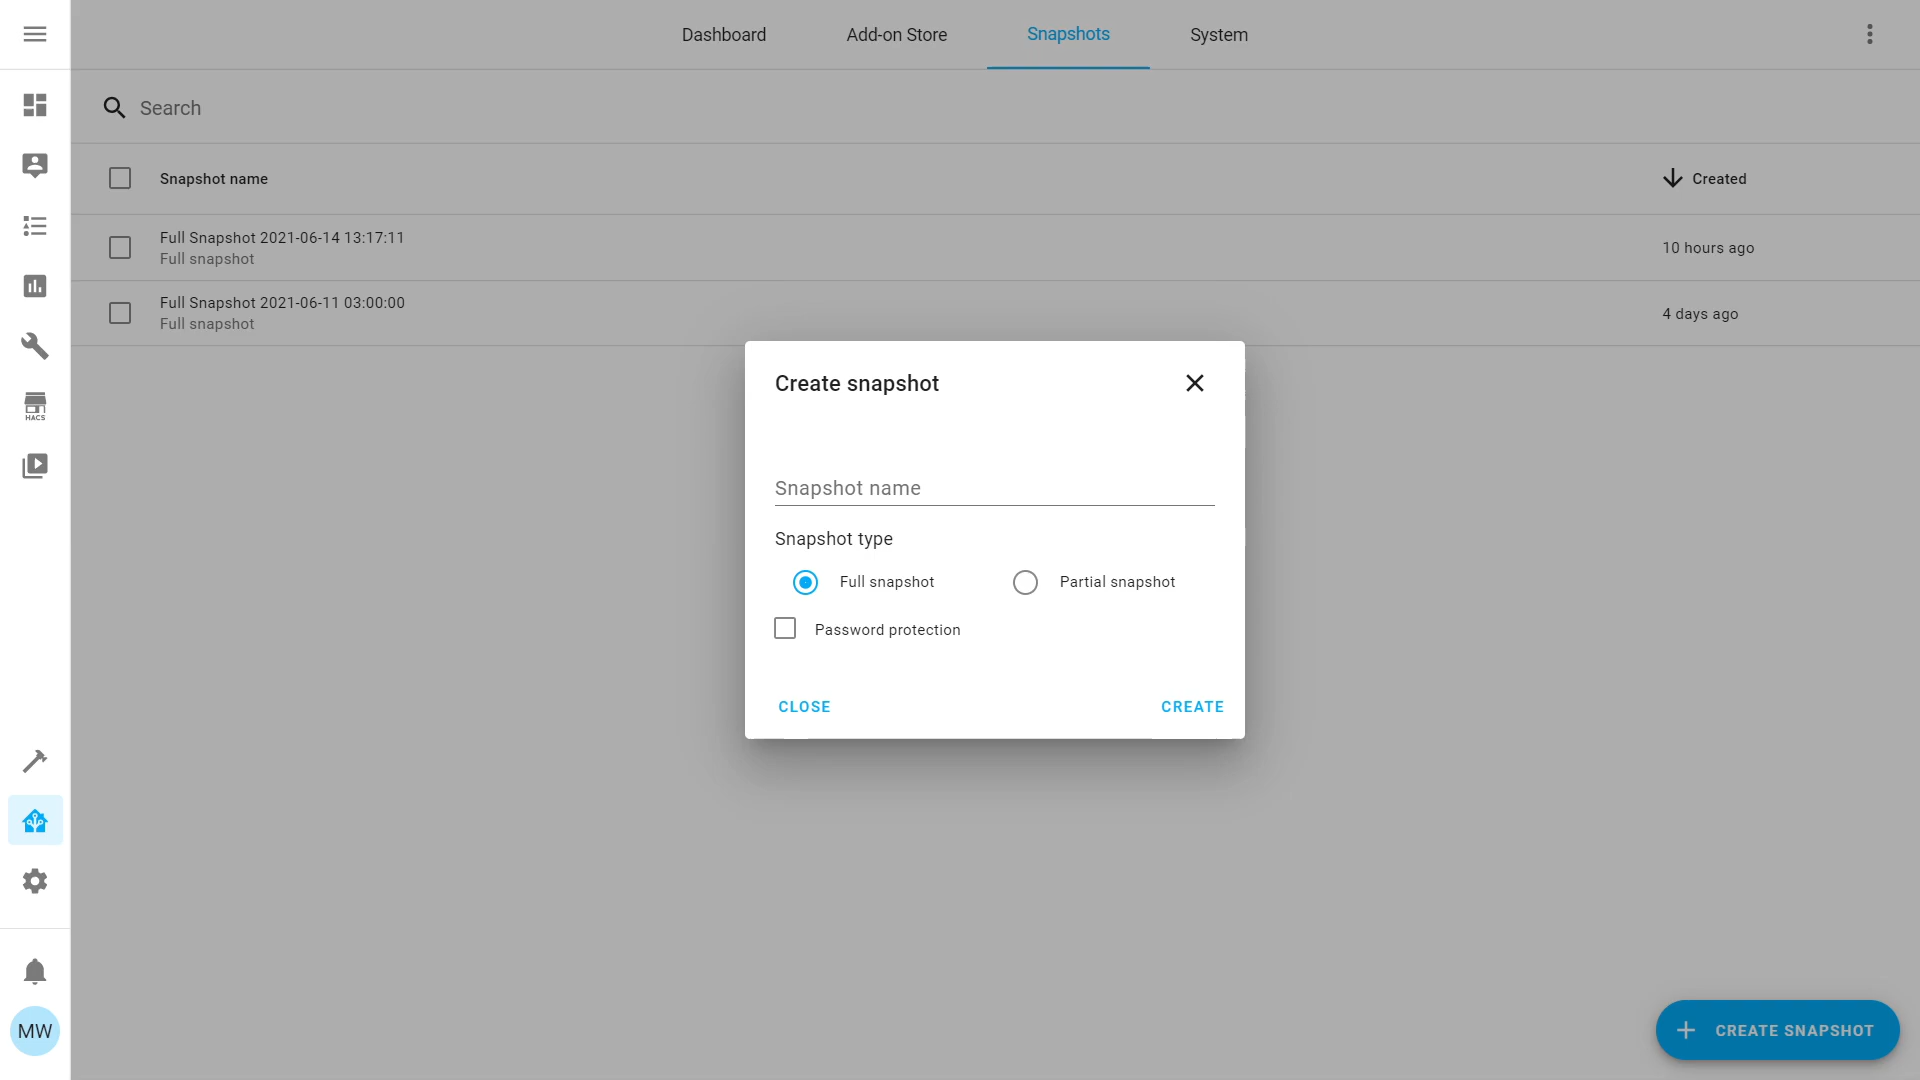 Dashboard
Add-on Store
Snapshots
System
Search
Snapshot name
Created
Full Snapshot 2021-06-14 13:17:11
Full snapshot
10 hours ago
Full Snapshot 2021-06-11 03:00:00
Full snapshot
4 days ago
HACS
Create snapshot
Snapshot name
Snapshot type
Full snapshot
Partial snapshot
Password protection
CLOSE
CREATE
MW
CREATE SNAPSHOT